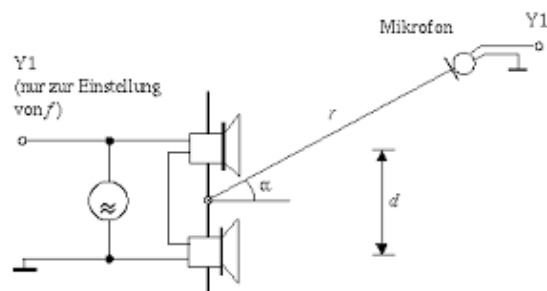 Y1
Mikrofon
Y1
(nur zur Einstellung
von f)
r
α
d
≈